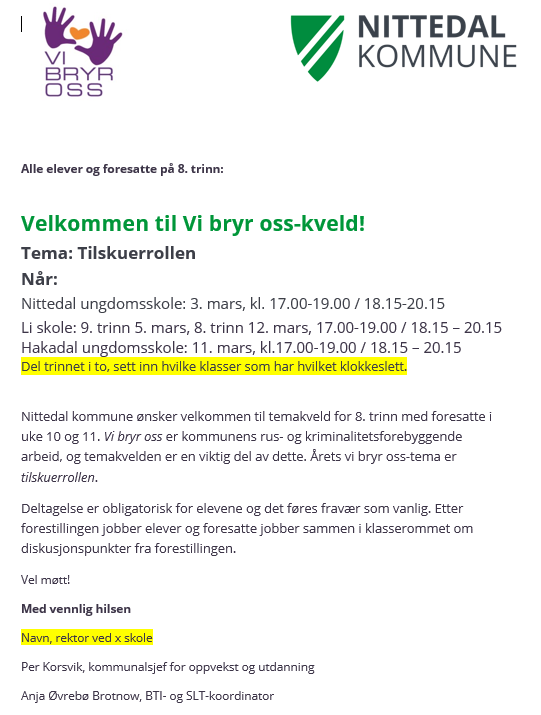 VI
BRYR
OSS
NITTEDAL
KOMMUNE
Alle elever og foresatte på 8. trinn:
Velkommen til Vi bryr oss-kveld!
Tema: Tilskuerrollen
Når:
Nittedal ungdomsskole: 3. mars, kl. 17.00-19.00 / 18.15-20.15
Li skole: 9. trinn 5. mars, 8. trinn 12. mars, 17.00-19.00 / 18.15 – 20.15
Hakadal ungdomsskole: 11. mars, kl.17.00-19.00 / 18.15 – 20.15
Del trinnet i to, sett inn hvilke klasser som har hvilket klokkeslett.
Nittedal kommune ønsker velkommen til temakveld for 8. trinn med foresatte i
uke 10 og 11. Vi bryr oss er kommunens rus- og kriminalitetsforebyggende
arbeid, og temakvelden er en viktig del av dette. Årets vi bryr oss-tema er
tilskuerrollen.
Deltagelse er obligatorisk for elevene og det føres fravær som vanlig. Etter
forestillingen jobber elever og foresatte jobber sammen i klasserommet om
diskusjonspunkter fra forestillingen.
Vel møtt!
Med vennlig hilsen
Navn, rektor ved x skole
Per Korsvik, kommunalsjef for oppvekst og utdanning
Anja Øvrebø Brotnow, BTI- og SLT-koordinator